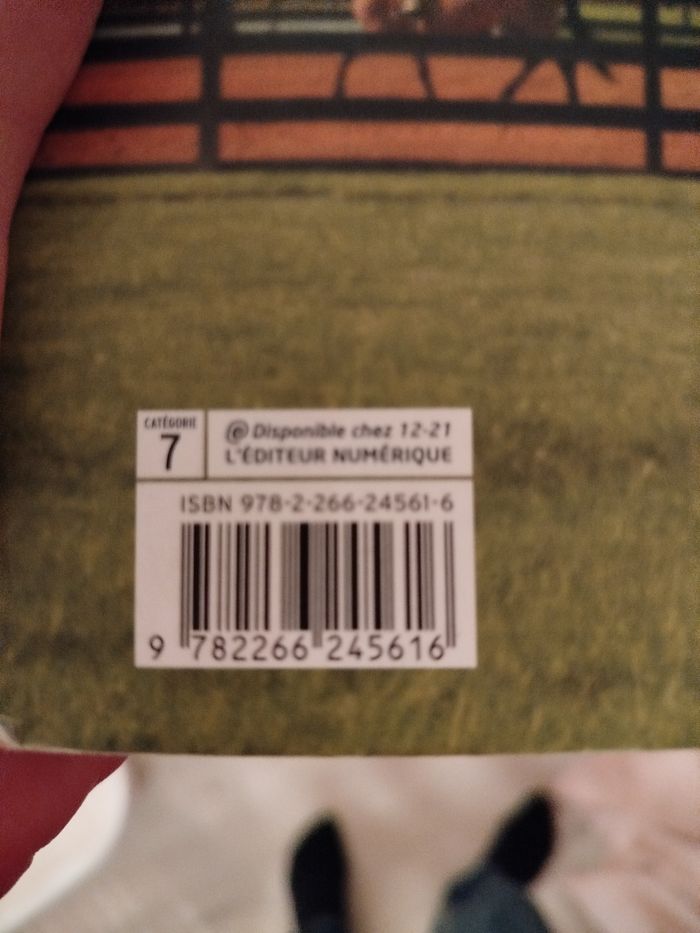 CATÉGORIE
7
@ Disponible chez 12-21
L'ÉDITEUR NUMÉRIQUE
ISBN 978-2-266-24561-6
9 782266 245616